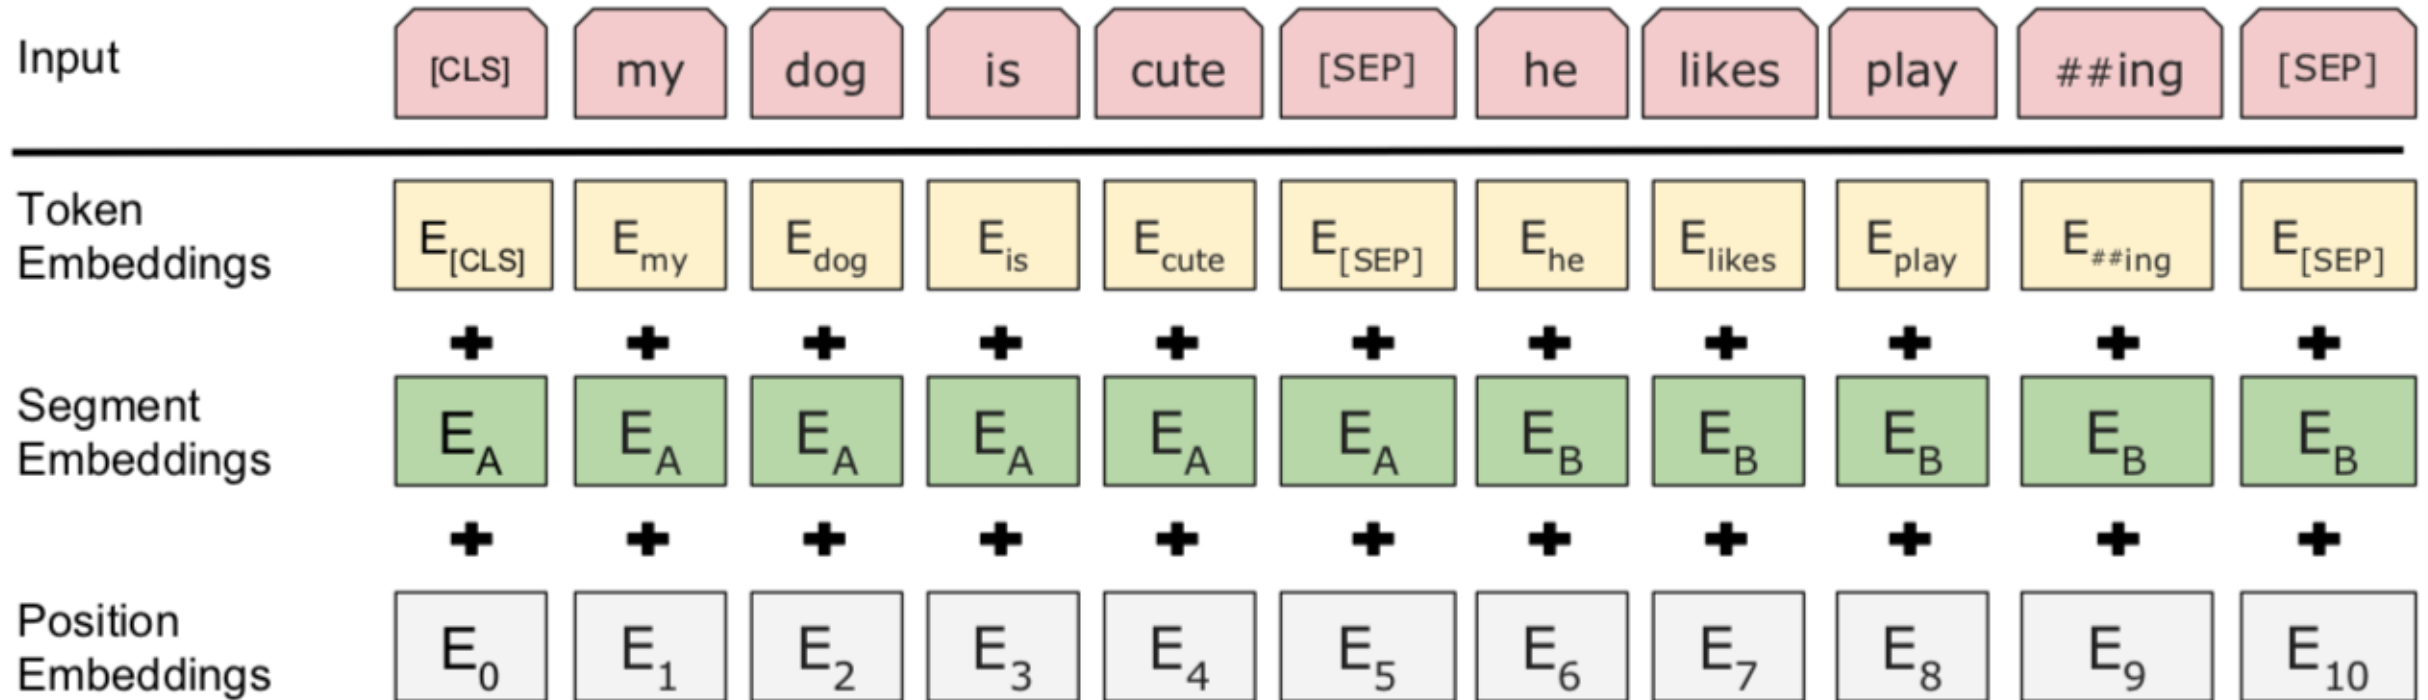 Input [CLS] my dog is cute [SEP] he likes play ##ing [SEP]
Token Embeddings E[CLS] Emy Edog Eis Ecute E[SEP] Ehe Elikes Eplay E##ing E[SEP]
+ + + + + + + + + + +
Segment Embeddings EA EA EA EA EA EA EB EB EB EB EB
+ + + + + + + + + + +
Position Embeddings E0 E1 E2 E3 E4 E5 E6 E7 E8 E9 E10